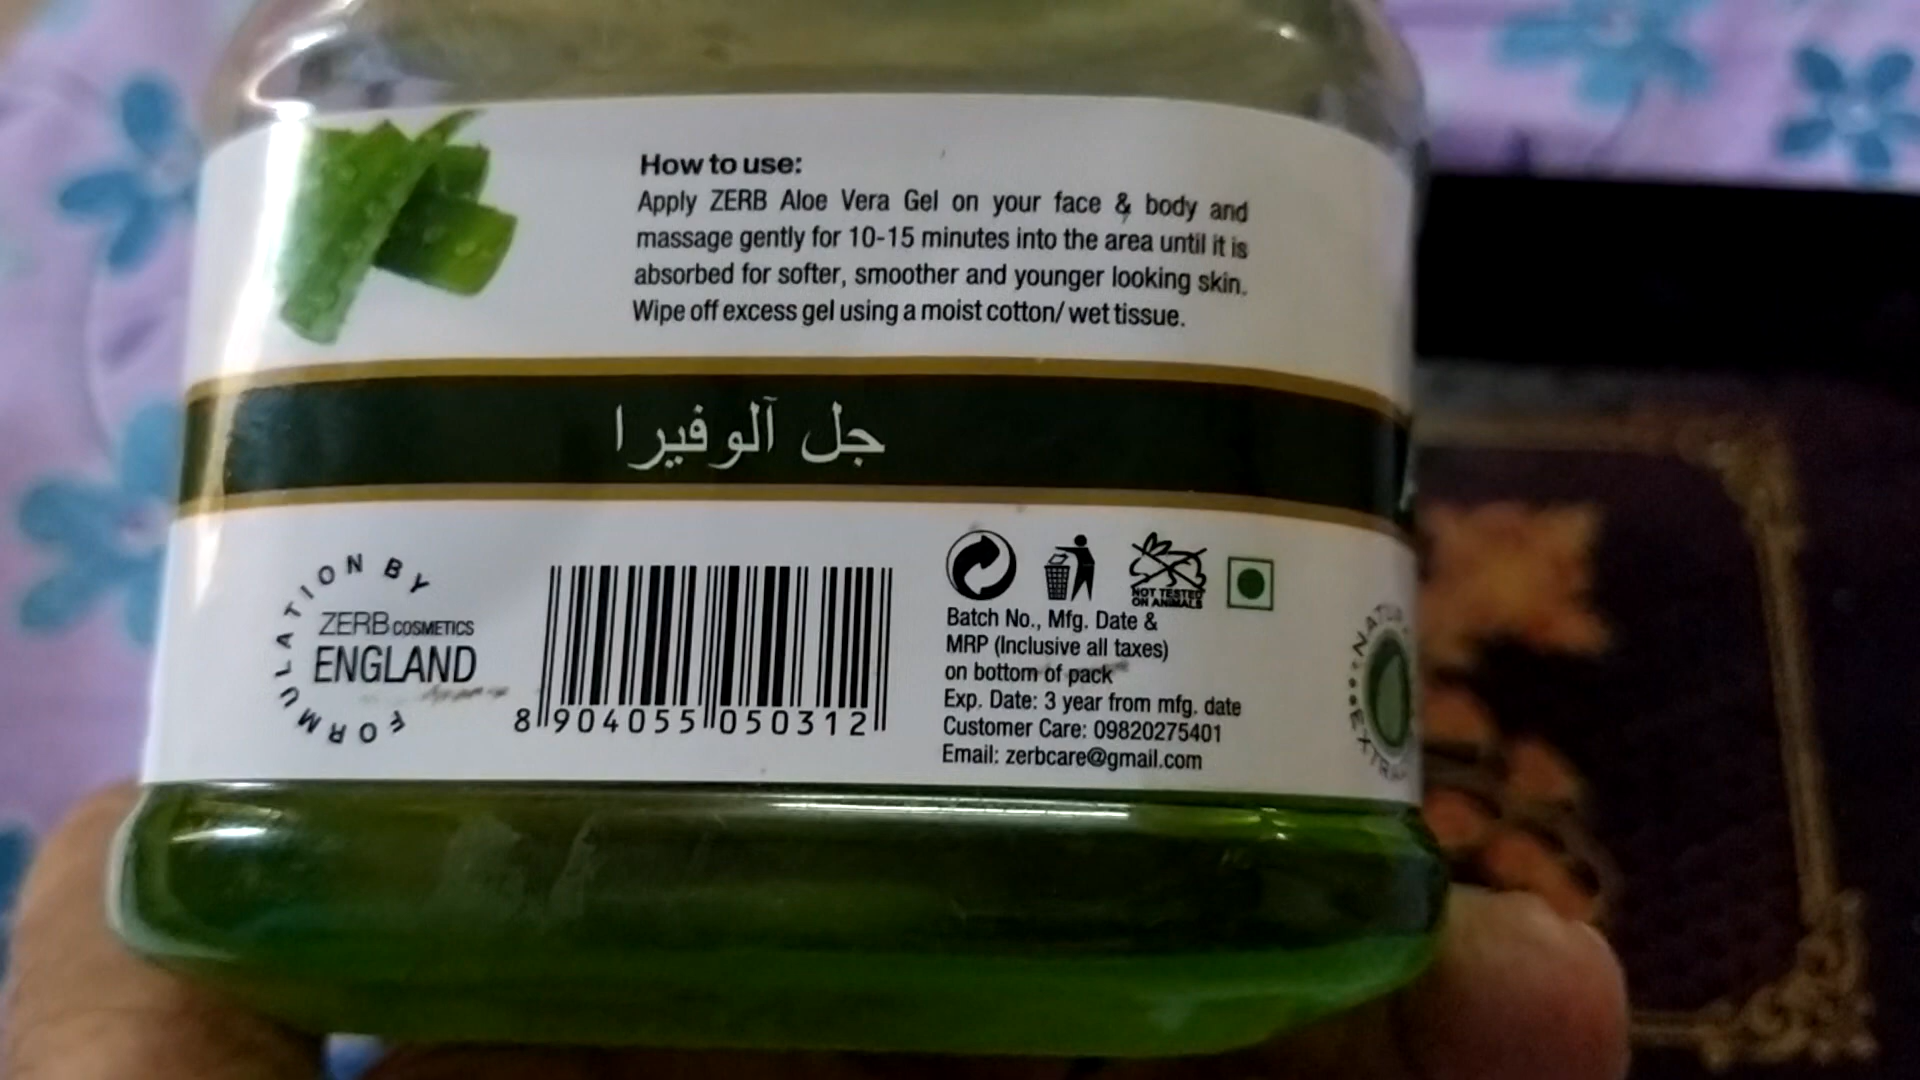 How to use:
Apply ZERB Aloe Vera Gel on your face & body and
massage gently for 10-15 minutes into the area until it is
absorbed for softer, smoother and younger looking skin.
Wipe off excess gel using a moist cotton/ wet tissue.
جل آلو فيرا
FORMULATION BY
ZERB COSMETICS
ENGLAND
8 904055 050312
NOT TESTED
ON ANIMALS
Batch No., Mfg. Date &
MRP (Inclusive all taxes)
on bottom of pack
Exp. Date: 3 year from mfg. date
Customer Care: 09820275401
Email: zerbcare@gmail.com